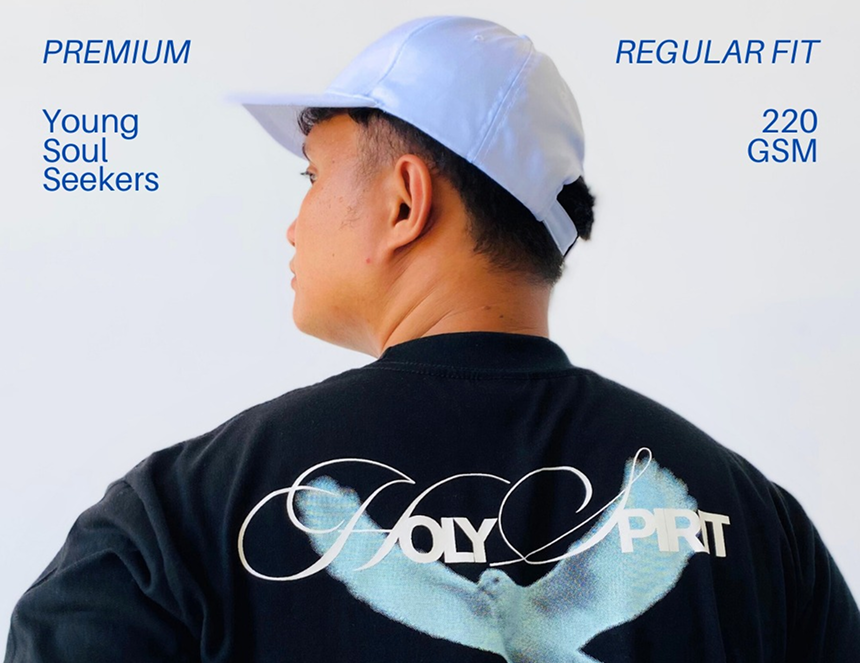 PREMIUM
REGULAR FIT
Young
Soul
Seekers
220
GSM
HOLY SPIRIT